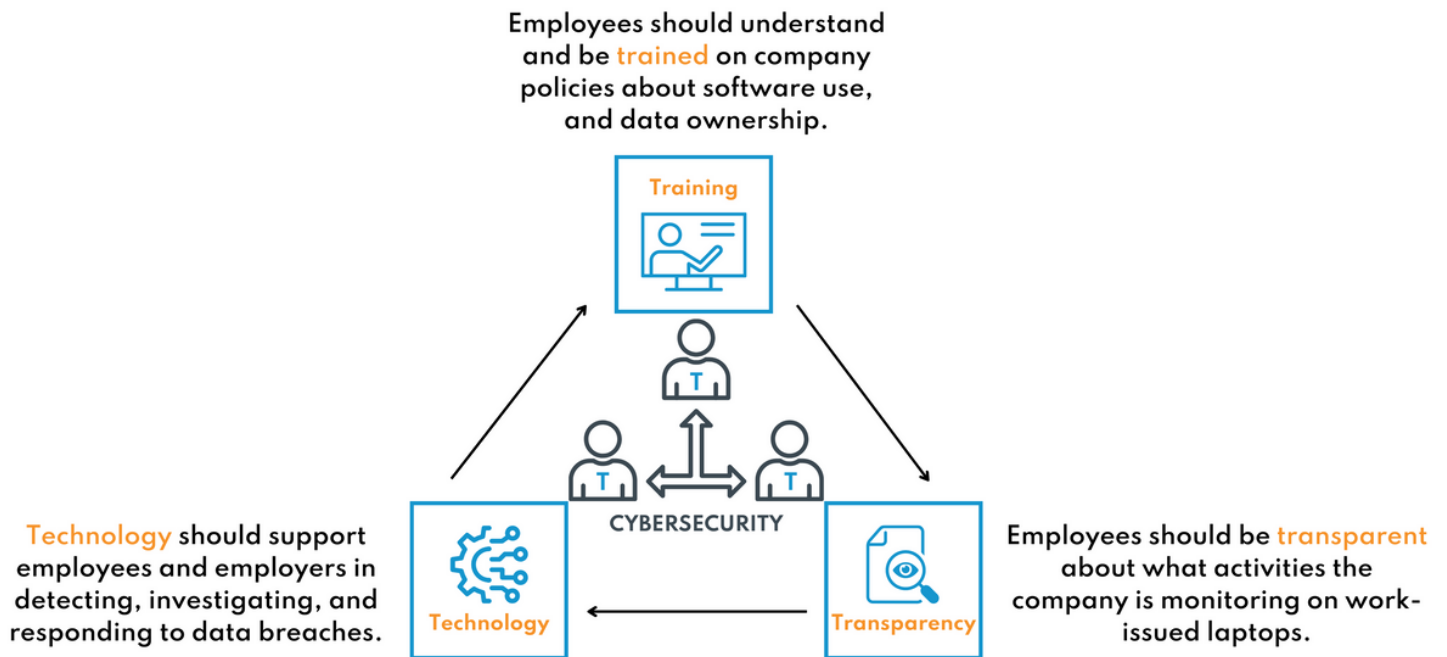 Employees should understand
and be trained on company
policies about software use,
and data ownership.
Training
T
T
T
CYBERSECURITY
Technology should support
employees and employers in
detecting, investigating, and
responding to data breaches.
Technology
Transparency
Employees should be transparent
about what activities the
company is monitoring on work-
issued laptops.